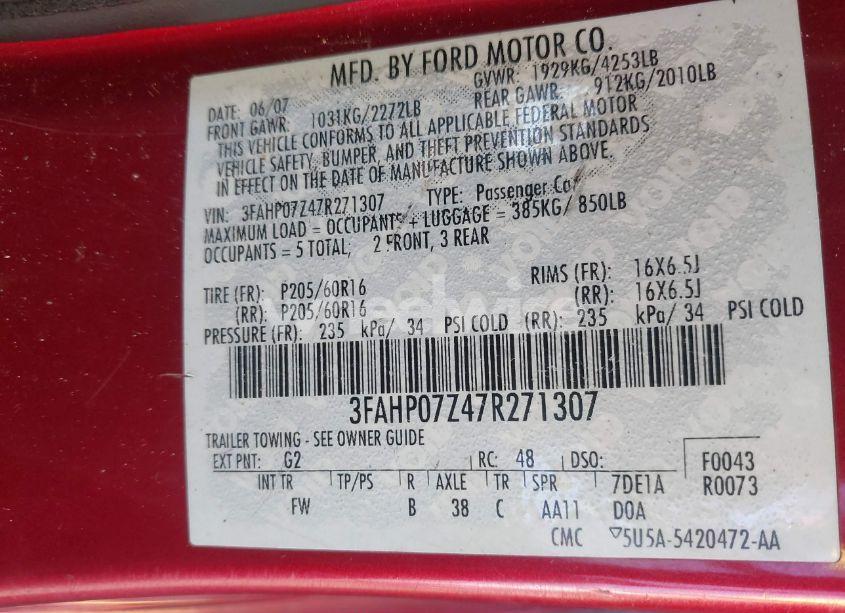 MFD. BY FORD MOTOR CO.
DATE: 06/07 GVWR: 1929KG/4253LB
FRONT GAWR: 1031KG/2272LB REAR GAWR: 912KG/2010LB
THIS VEHICLE CONFORMS TO ALL APPLICABLE FEDERAL MOTOR
VEHICLE SAFETY, BUMPER, AND THEFT PREVENTION STANDARDS
IN EFFECT ON THE DATE OF MANUFACTURE SHOWN ABOVE.
VIN: 3FAHP07Z47R271307 TYPE: Passenger Car
MAXIMUM LOAD = OCCUPANTS + LUGGAGE = 385KG/ 850LB
OCCUPANTS = 5 TOTAL, 2 FRONT, 3 REAR
TIRE (FR): P205/60R16 RIMS (FR): 16X6.5J
(RR): P205/60R16 (RR): 16X6.5J
PRESSURE (FR): 235 kPa/ 34 PSI COLD (RR): 235 kPa/ 34 PSI COLD
3FAHP07Z47R271307
TRAILER TOWING - SEE OWNER GUIDE
EXT PNT: G2 RC: 48 DSO: F0043
INT TR TP/PS R AXLE TR SPR 7DE1A R0073
FW B 38 C AA11 DOA
CMC ▽5U5A-5420472-AA